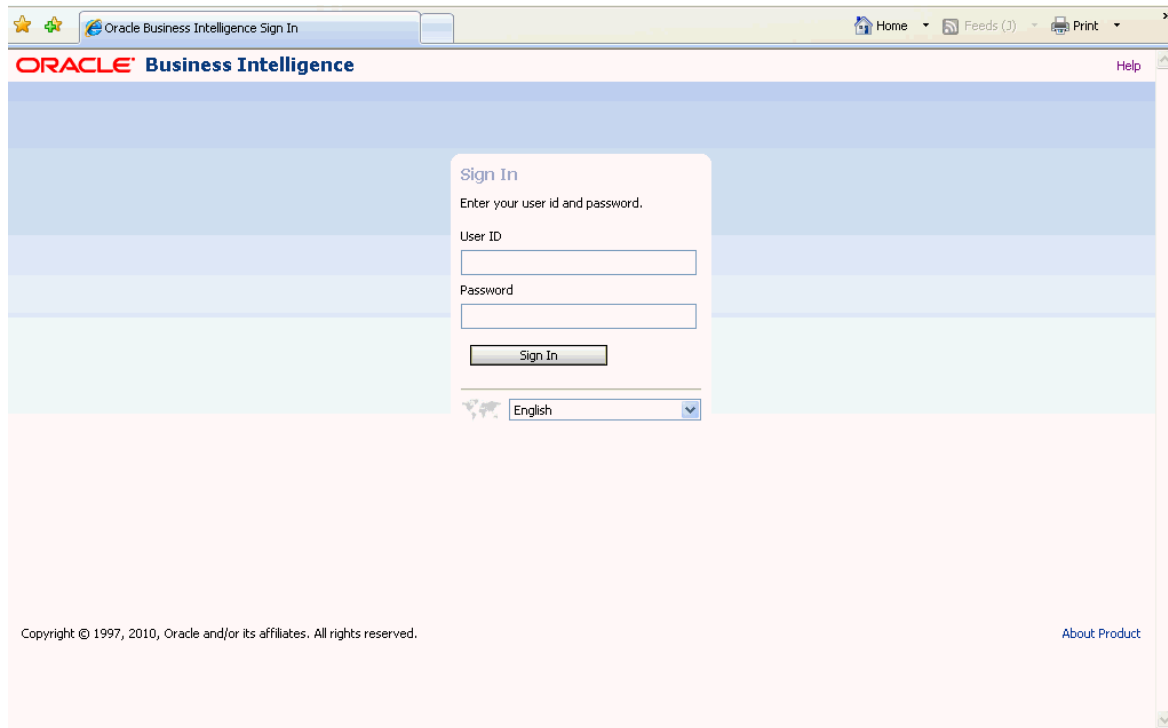 Oracle Business Intelligence Sign In
Home
Feeds (J)
Print
ORACLE Business Intelligence
Help
Sign In
Enter your user id and password.
User ID
Password
Sign In
English
Copyright © 1997, 2010, Oracle and/or its affiliates. All rights reserved.
About Product